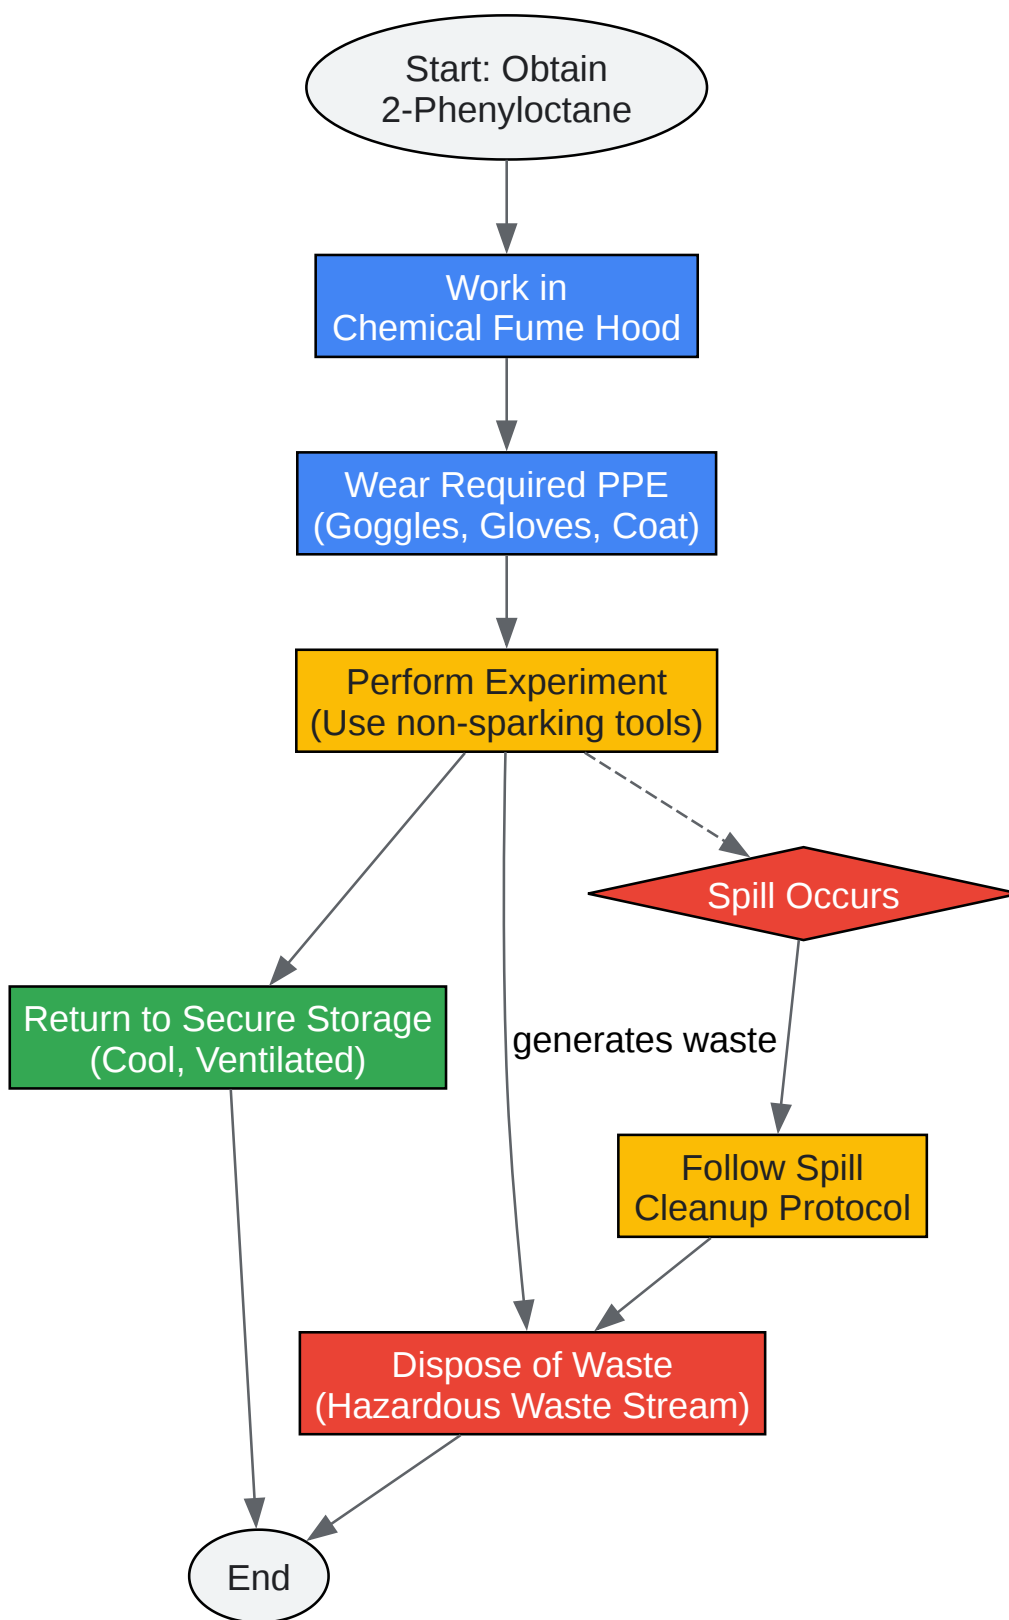 Start: Obtain
2-Phenyloctane
Work in
Chemical Fume Hood
Wear Required PPE
(Goggles, Gloves, Coat)
Perform Experiment
(Use non-sparking tools)
Spill Occurs
Return to Secure Storage
(Cool, Ventilated)
generates waste
Follow Spill
Cleanup Protocol
Dispose of Waste
(Hazardous Waste Stream)
End